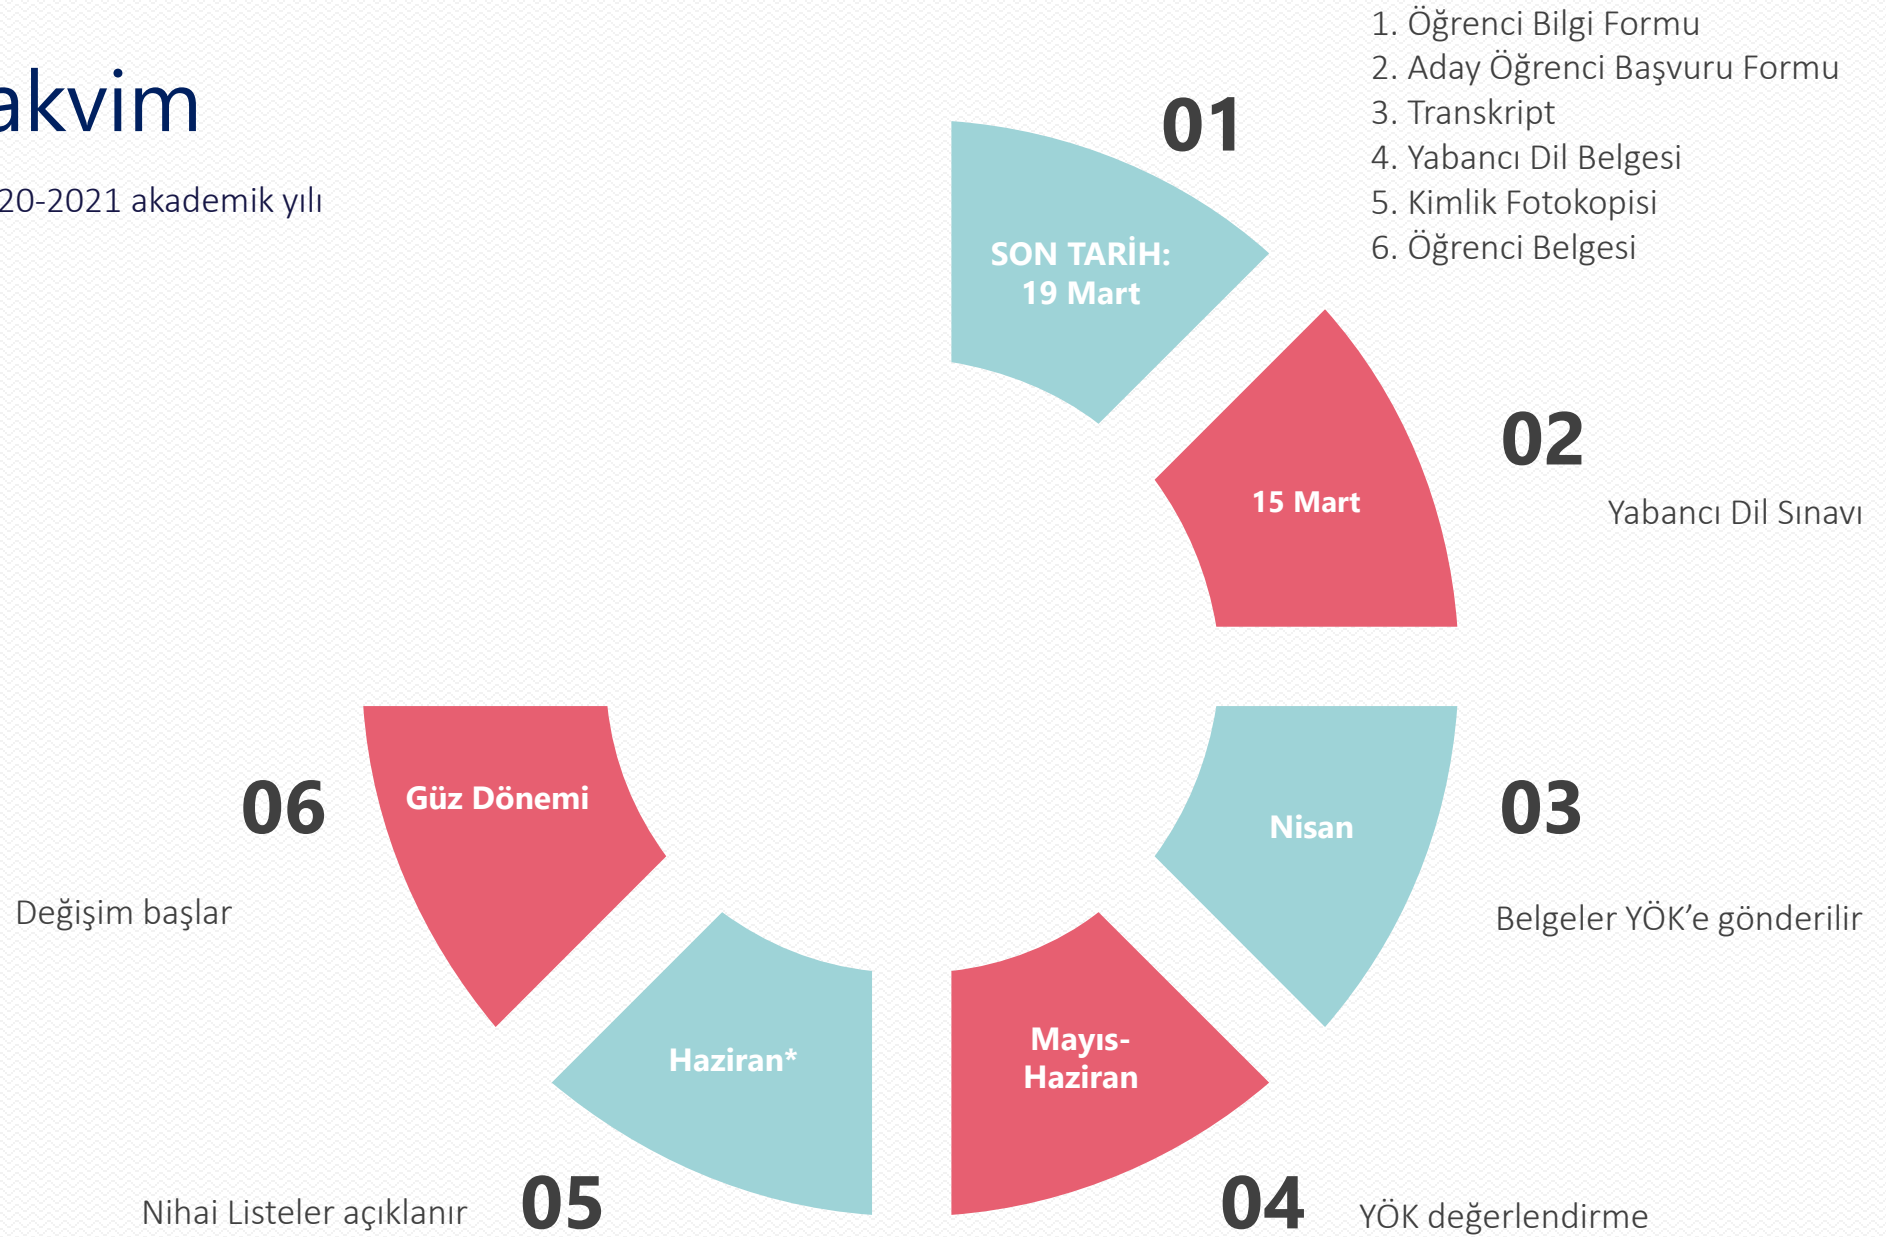 akvim
20-2021 akademik yılı
01
1. Öğrenci Bilgi Formu
2. Aday Öğrenci Başvuru Formu
3. Transkript
4. Yabancı Dil Belgesi
5. Kimlik Fotokopisi
6. Öğrenci Belgesi
SON TARİH:
19 Mart
02
15 Mart
Yabancı Dil Sınavı
03
Nisan
Belgeler YÖK’e gönderilir
04
Mayıs-
Haziran
YÖK değerlendirme
05
Haziran*
Nihai Listeler açıklanır
06
Güz Dönemi
Değişim başlar